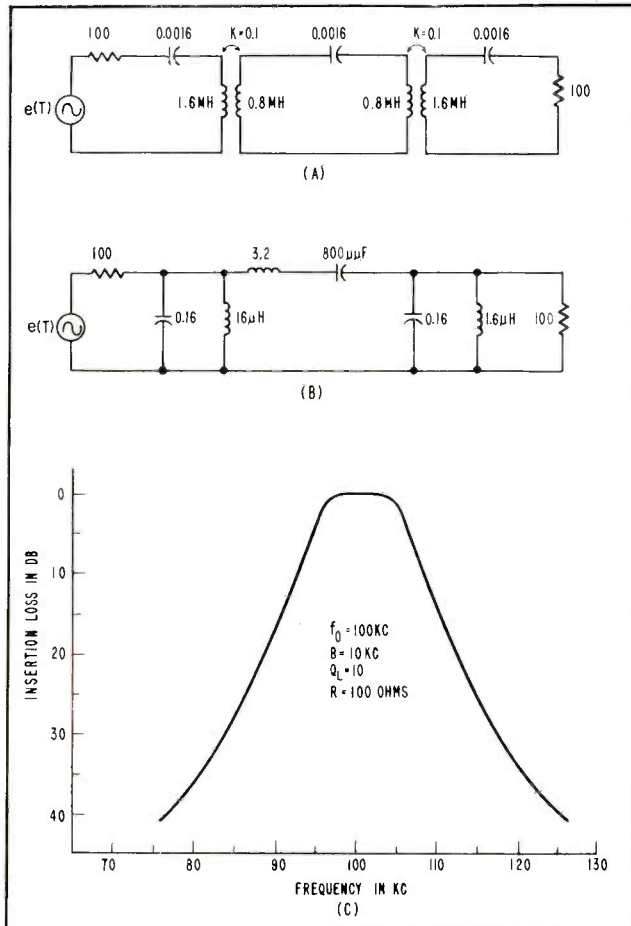 100 0.0016 K=0.1 0.0016 K=0.1 0.0016
e(T) 1.6MH 0.8MH 0.8MH 1.6MH 100
(A)
100 3.2 800µµF
e(T) 0.16 16µH 0.16 1.6µH 100
(B)
INSERTION LOSS IN DB
0
10
20
30
40
f0=100KC
B=10KC
QL=10
R=100 OHMS
70 80 90 100 110 120 130
FREQUENCY IN KC
(C)